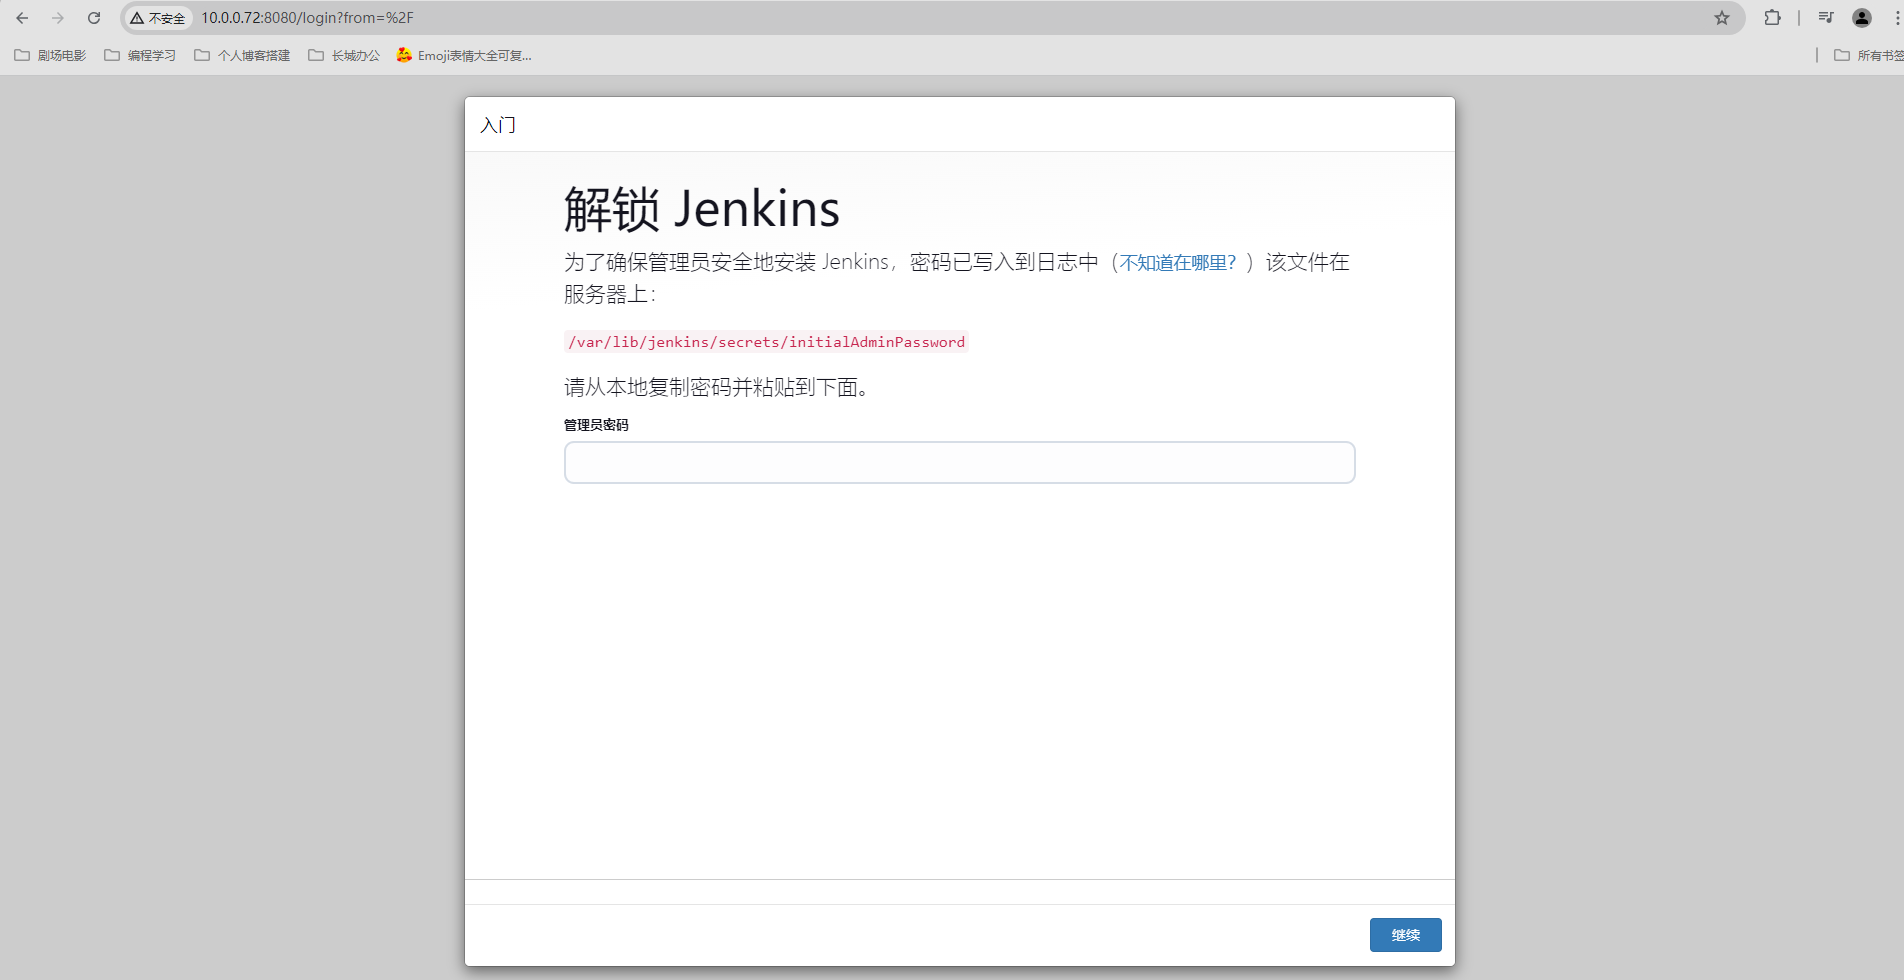 不安全 10.0.0.72:8080/login?from=%2F
剧场电影 编程学习 个人博客搭建 长城办公 Emoji表情大全可复... 所有书签
入门
解锁 Jenkins
为了确保管理员安全地安装 Jenkins，密码已写入到日志中（不知道在哪里？）该文件在
服务器上：
/var/lib/jenkins/secrets/initialAdminPassword
请从本地复制密码并粘贴到下面。
管理员密码
继续